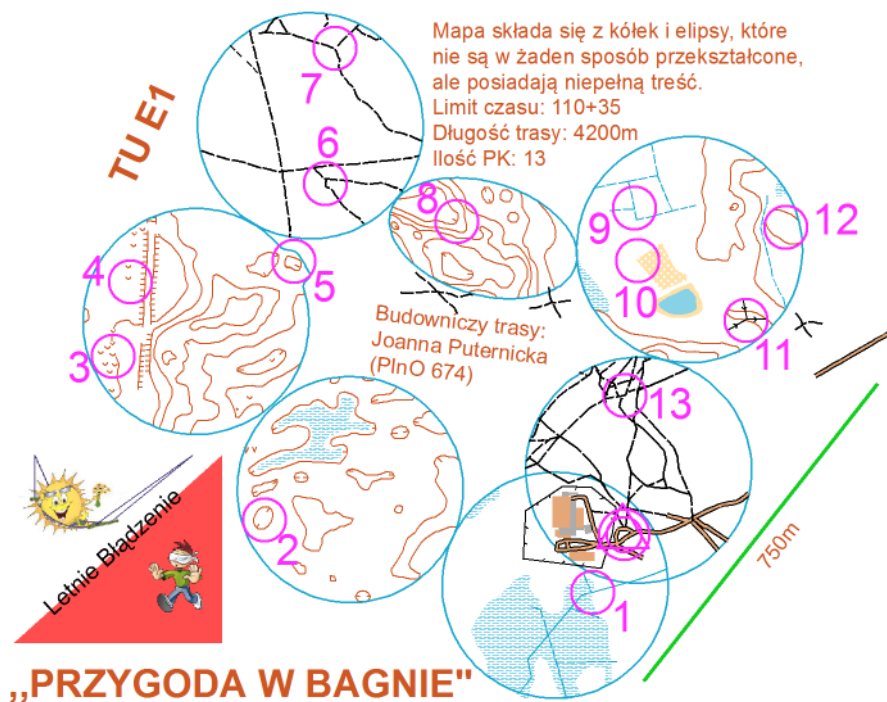 Mapa składa się z kółek i elipsy, które
nie są w żaden sposób przekształcone,
ale posiadają niepełną treść.
Limit czasu: 110+35
Długość trasy: 4200m
Ilość PK: 13
TU E1
7
6
8
9
12
4
5
10
3
11
Budowniczy trasy:
Joanna Puternicka
(PInO 674)
13
2
750m
Letnie Błądzenie
1
,,PRZYGODA W BAGNIE"